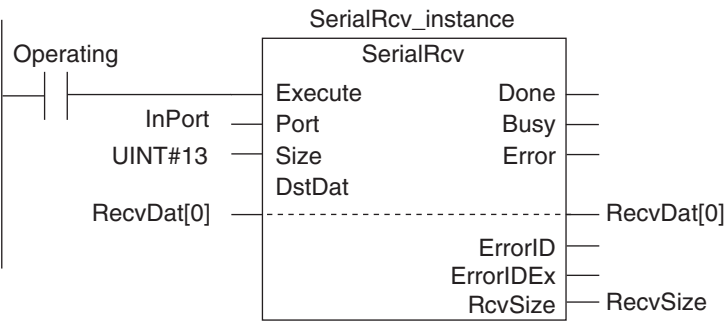 SerialRcv_instance
Operating
SerialRcv
Execute Done
InPort Port Busy
UINT#13 Size Error
DstDat
RecvDat[0] RecvDat[0]
ErrorID
ErrorIDEx
RcvSize RecvSize